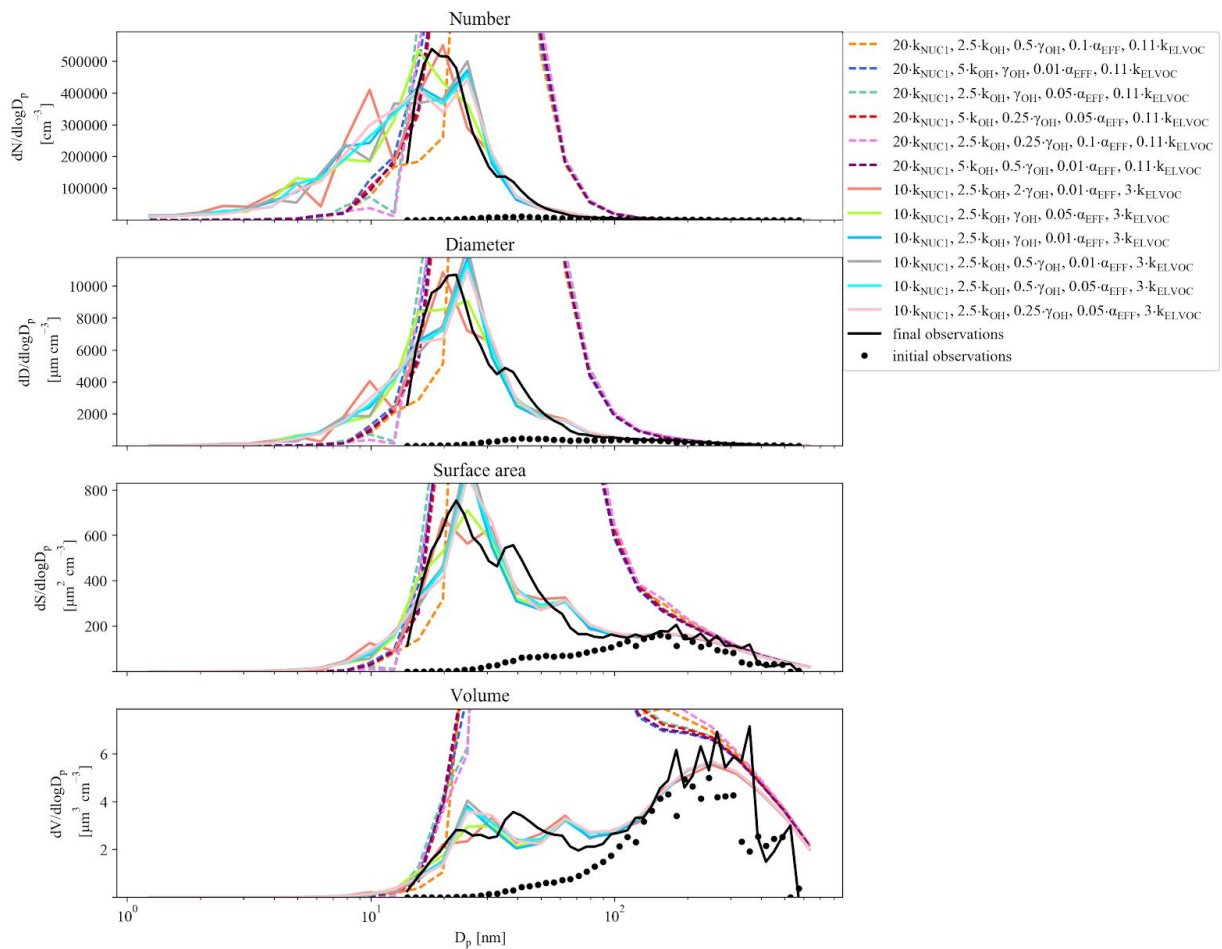 Number
500000
400000
300000
200000
100000
0
dN/dlogDp
[cm−3]
Diameter
10000
8000
6000
4000
2000
0
dD/dlogDp
[μm cm−3]
Surface area
800
600
400
200
dS/dlogDp
[μm2 cm−3]
Volume
6
4
2
dV/dlogDp
[μm3 cm−3]
10^0 10^1 10^2
Dp [nm]
20·kNUC1, 2.5·kOH, 0.5·γOH, 0.1·αEFF, 0.11·kELVOC
20·kNUC1, 5·kOH, γOH, 0.01·αEFF, 0.11·kELVOC
20·kNUC1, 2.5·kOH, γOH, 0.05·αEFF, 0.11·kELVOC
20·kNUC1, 5·kOH, 0.25·γOH, 0.05·αEFF, 0.11·kELVOC
20·kNUC1, 2.5·kOH, 0.25·γOH, 0.1·αEFF, 0.11·kELVOC
20·kNUC1, 5·kOH, 0.5·γOH, 0.01·αEFF, 0.11·kELVOC
10·kNUC1, 2.5·kOH, 2·γOH, 0.01·αEFF, 3·kELVOC
10·kNUC1, 2.5·kOH, γOH, 0.05·αEFF, 3·kELVOC
10·kNUC1, 2.5·kOH, γOH, 0.01·αEFF, 3·kELVOC
10·kNUC1, 2.5·kOH, 0.5·γOH, 0.01·αEFF, 3·kELVOC
10·kNUC1, 2.5·kOH, 0.5·γOH, 0.05·αEFF, 3·kELVOC
10·kNUC1, 2.5·kOH, 0.25·γOH, 0.05·αEFF, 3·kELVOC
final observations
initial observations